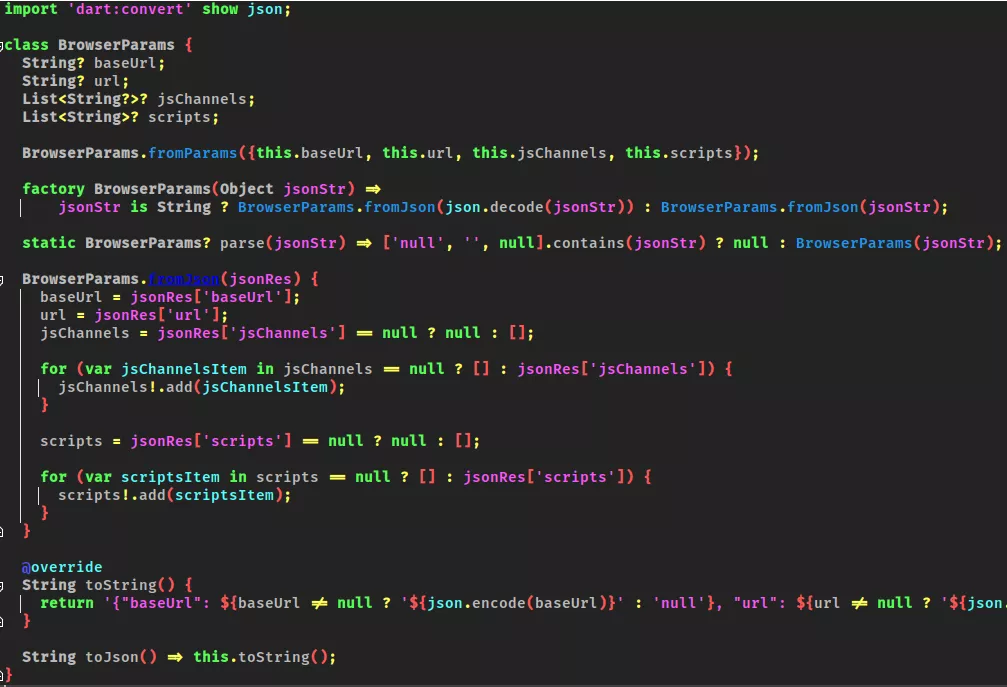 import 'dart:convert' show json;
class BrowserParams {
String? baseUrl;
String? url;
List<String?>? jsChannels;
List<String>? scripts;
BrowserParams.fromParams({this.baseUrl, this.url, this.jsChannels, this.scripts});
factory BrowserParams(Object jsonStr) =>
jsonStr is String ? BrowserParams.fromJson(json.decode(jsonStr)) : BrowserParams.fromJson(jsonStr);
static BrowserParams? parse(jsonStr) => ['null', '', null].contains(jsonStr) ? null : BrowserParams(jsonStr);
BrowserParams.fromJson(jsonRes) {
baseUrl = jsonRes['baseUrl'];
url = jsonRes['url'];
jsChannels = jsonRes['jsChannels'] == null ? null : [];
for (var jsChannelsItem in jsChannels == null ? [] : jsonRes['jsChannels']) {
jsChannels!.add(jsChannelsItem);
}
scripts = jsonRes['scripts'] == null ? null : [];
for (var scriptsItem in scripts == null ? [] : jsonRes['scripts']) {
scripts!.add(scriptsItem);
}
}
@override
String toString() {
return '{"baseUrl": ${baseUrl != null ? '${json.encode(baseUrl)}' : 'null'}, "url": ${url != null ? '${json.
}
String toJson() => this.toString();
}